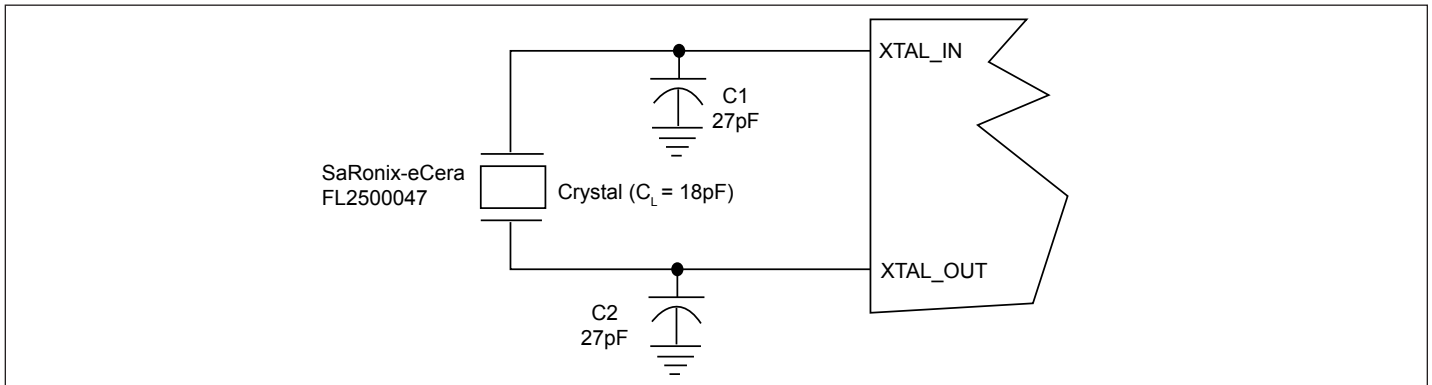 XTAL_IN
C1
27pF
SaRonix-eCera
FL2500047
Crystal (CL = 18pF)
XTAL_OUT
C2
27pF